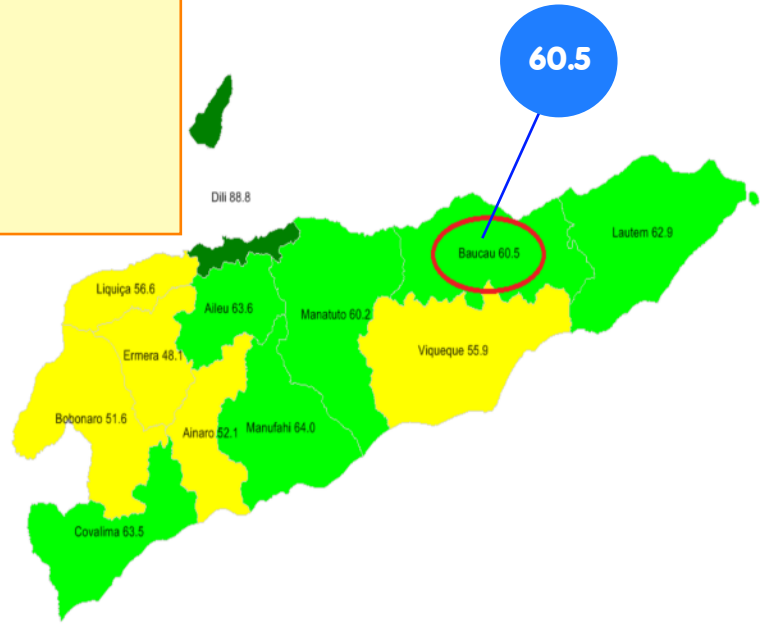 60.5
Dili 88.8
Lautem 62.9
Baucau 60.5
Liquiça 56.6
Aileu 63.6
Manatuto 60.2
Ermera 48.1
Viqueque 55.9
Bobonaro 51.6
Ainaro 52.1
Manufahi 64.0
Covalima 63.5